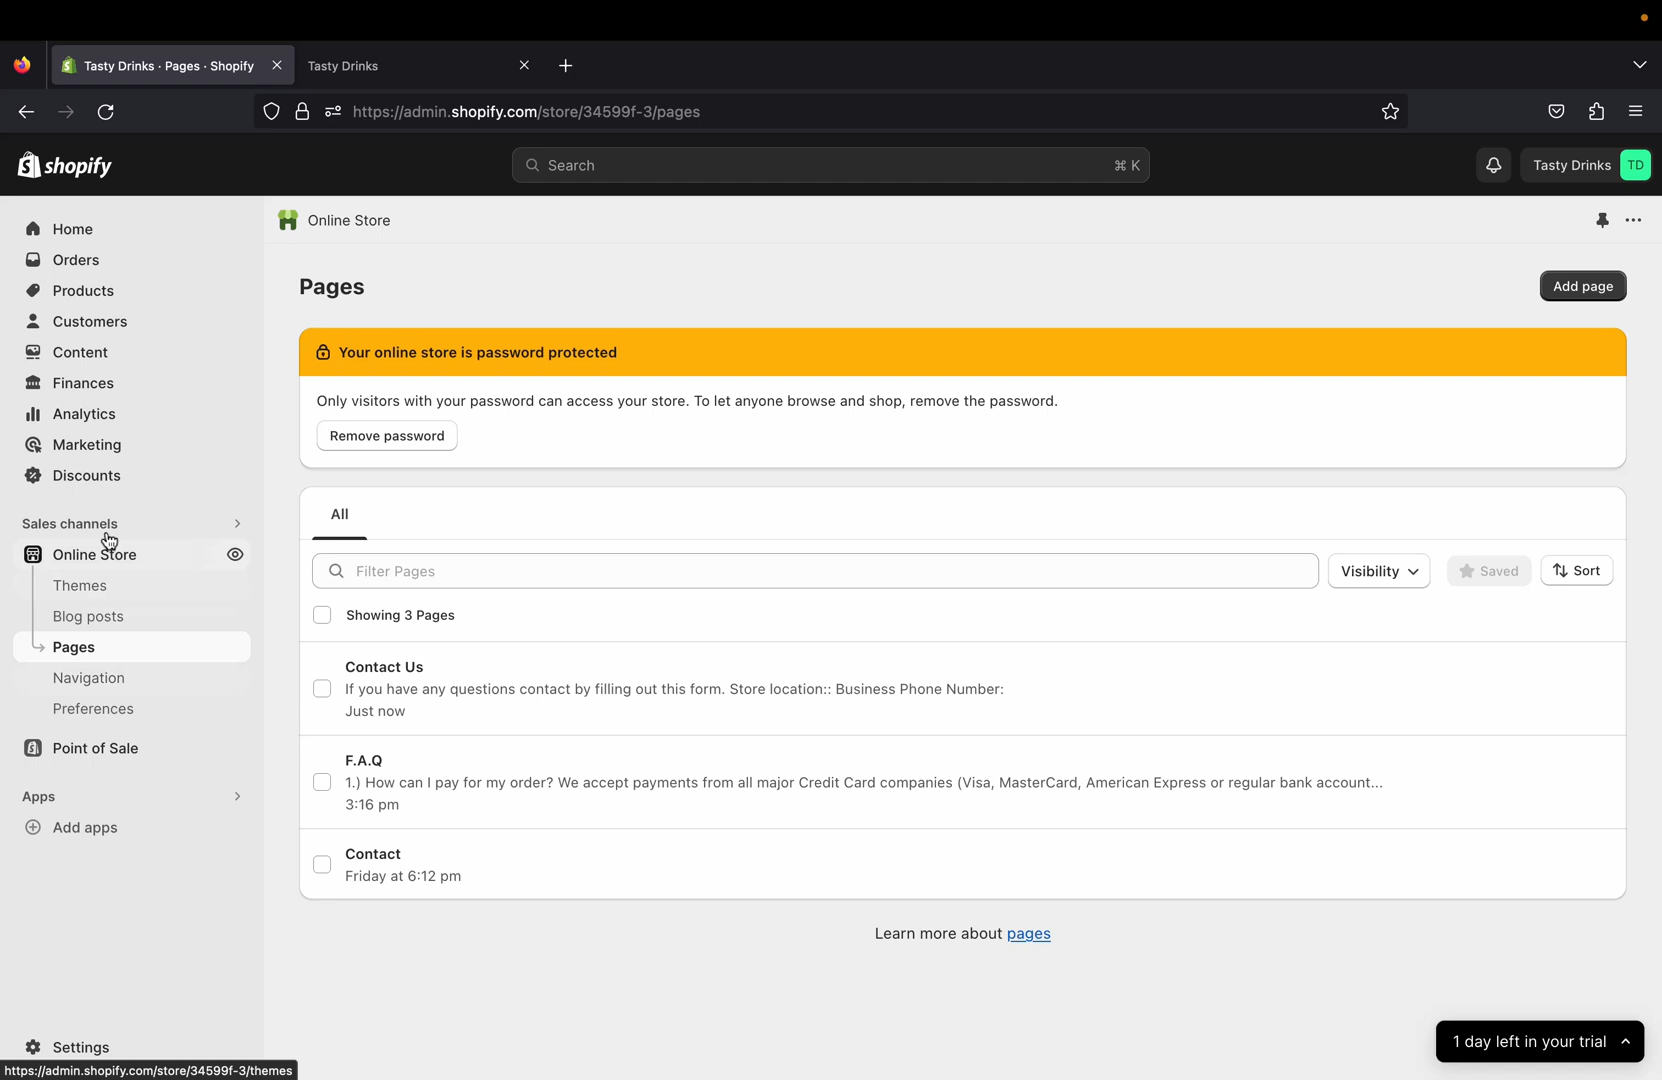 Tasty Drinks · Pages · Shopify
Tasty Drinks
https://admin.shopify.com/store/34599f-3/pages
shopify
Search
⌘ K
Tasty Drinks
TD
Home
Orders
Products
Customers
Content
Finances
Analytics
Marketing
Discounts
Sales channels
Online Store
Themes
Blog posts
Pages
Navigation
Preferences
Point of Sale
Apps
Add apps
Settings
https://admin.shopify.com/store/34599f-3/themes
Online Store
Pages
Add page
Your online store is password protected
Only visitors with your password can access your store. To let anyone browse and shop, remove the password.
Remove password
All
Filter Pages
Visibility
Saved
Sort
Showing 3 Pages
Contact Us
If you have any questions contact by filling out this form. Store location:: Business Phone Number:
Just now
F.A.Q
1.) How can I pay for my order? We accept payments from all major Credit Card companies (Visa, MasterCard, American Express or regular bank account...
3:16 pm
Contact
Friday at 6:12 pm
Learn more about pages
1 day left in your trial